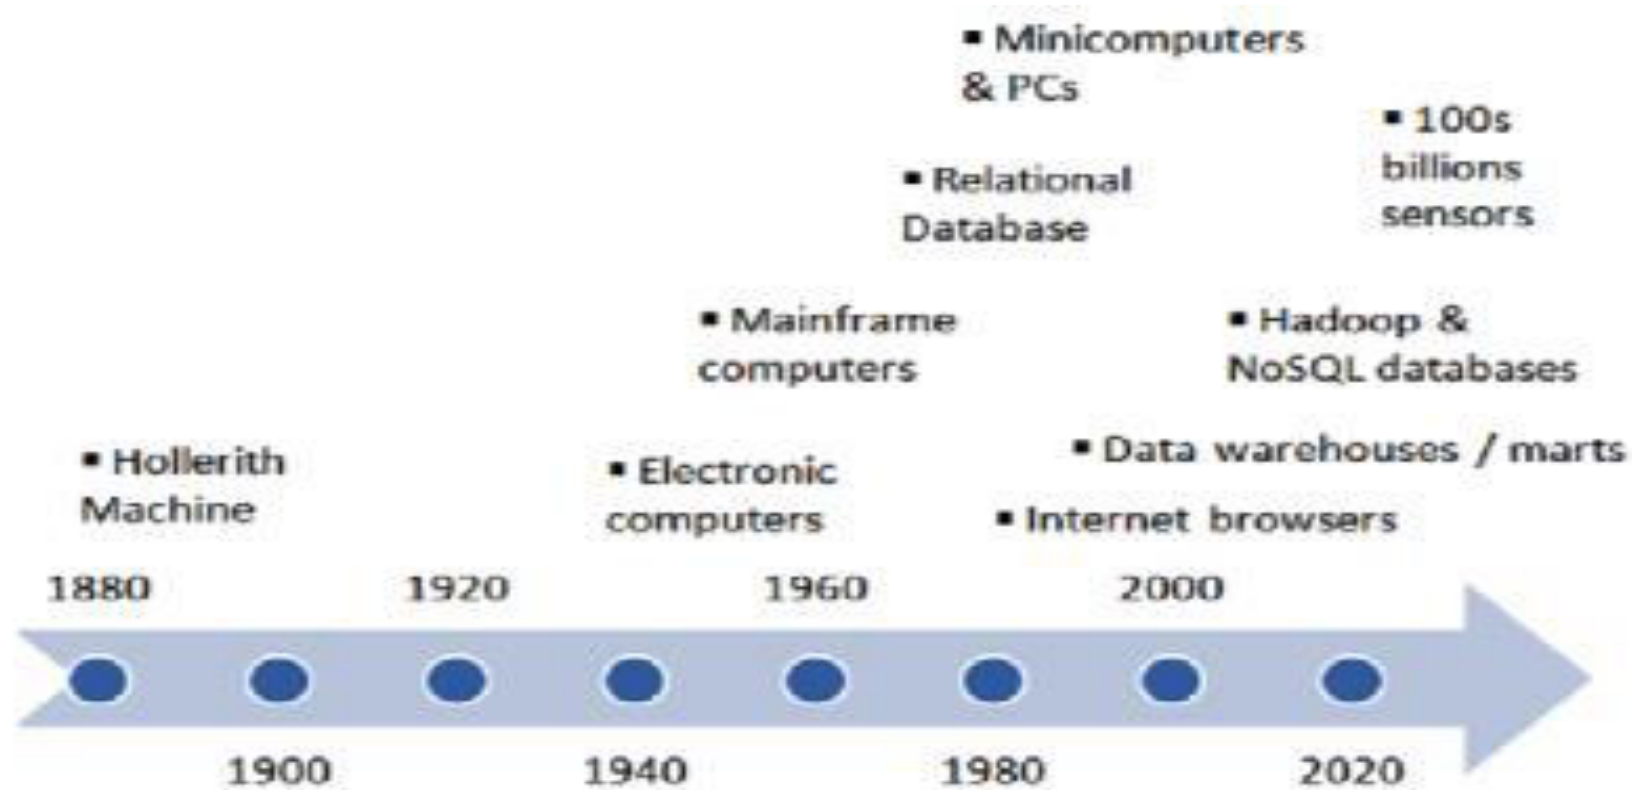 ▪ Minicomputers
& PCs
▪ 100s
billions
sensors
▪ Relational
Database
▪ Mainframe
computers
▪ Hadoop &
NoSQL databases
▪ Hollerith
Machine
▪ Electronic
computers
▪ Data warehouses / marts
▪ Internet browsers
1880
1920
1960
2000
1900
1940
1980
2020